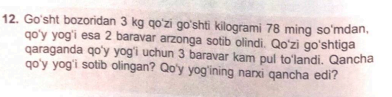 12. Go'sht bozoridan 3 kg qo'zi go'shti kilogrami 78 ming so'mdan,
qo'y yog'i esa 2 baravar arzonga sotib olindi. Qo'zi go'shtiga
qaraganda qo'y yog'i uchun 3 baravar kam pul to'landi. Qancha
qo'y yog'i sotib olingan? Qo'y yog'ining narxi qancha edi?